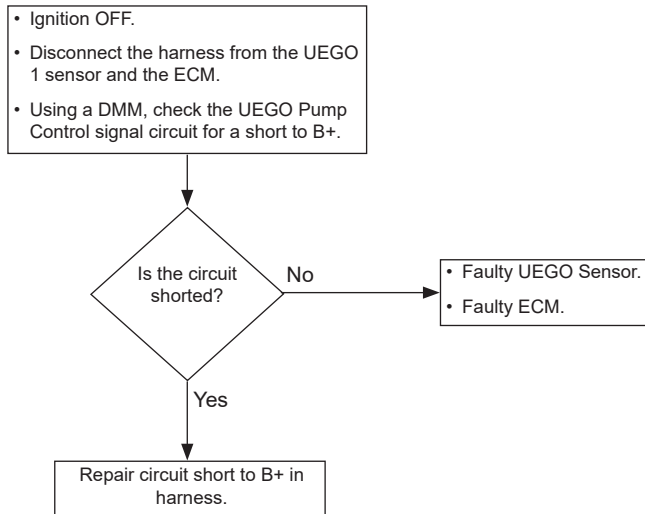 • Ignition OFF.
• Disconnect the harness from the UEGO
1 sensor and the ECM.
• Using a DMM, check the UEGO Pump
Control signal circuit for a short to B+.
Is the circuit
shorted?
No
• Faulty UEGO Sensor.
• Faulty ECM.
Yes
Repair circuit short to B+ in
harness.